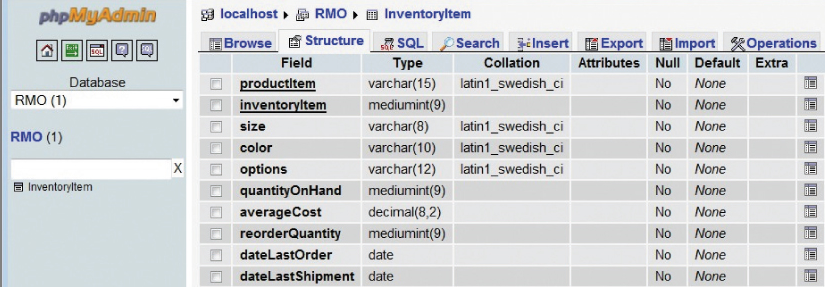 phpMyAdmin
SQL
Database
RMO (1)
RMO (1)
X
InventoryItem
localhost RMO InventoryItem
Browse Structure SQL Search Insert Export Import Operations
Field Type Collation Attributes Null Default Extra
productItem varchar(15) latin1_swedish_ci No None
inventoryItem mediumint(9) No None
size varchar(8) latin1_swedish_ci No None
color varchar(10) latin1_swedish_ci No None
options varchar(12) latin1_swedish_ci No None
quantityOnHand mediumint(9) No None
averageCost decimal(8,2) No None
reorderQuantity mediumint(9) No None
dateLastOrder date No None
dateLastShipment date No None